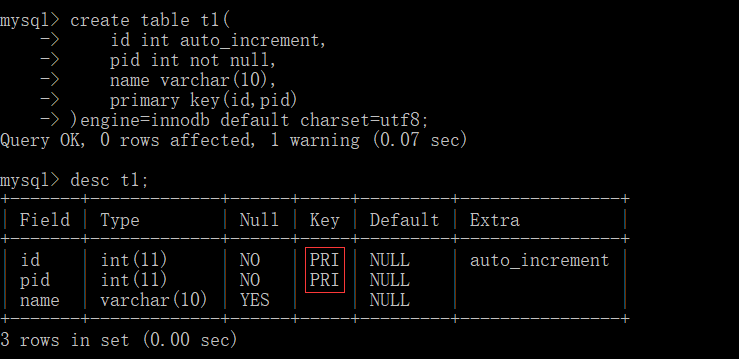 mysql> create table t1(
    ->     id int auto_increment,
    ->     pid int not null,
    ->     name varchar(10),
    ->     primary key(id,pid)
    -> )engine=innodb default charset=utf8;
Query OK, 0 rows affected, 1 warning (0.07 sec)

mysql> desc t1;
+-------+-------------+------+-----+---------+----------------+
| Field | Type        | Null | Key | Default | Extra          |
+-------+-------------+------+-----+---------+----------------+
| id    | int(11)     | NO   | PRI | NULL    | auto_increment |
| pid   | int(11)     | NO   | PRI | NULL    |                |
| name  | varchar(10) | YES  |     | NULL    |                |
+-------+-------------+------+-----+---------+----------------+
3 rows in set (0.00 sec)